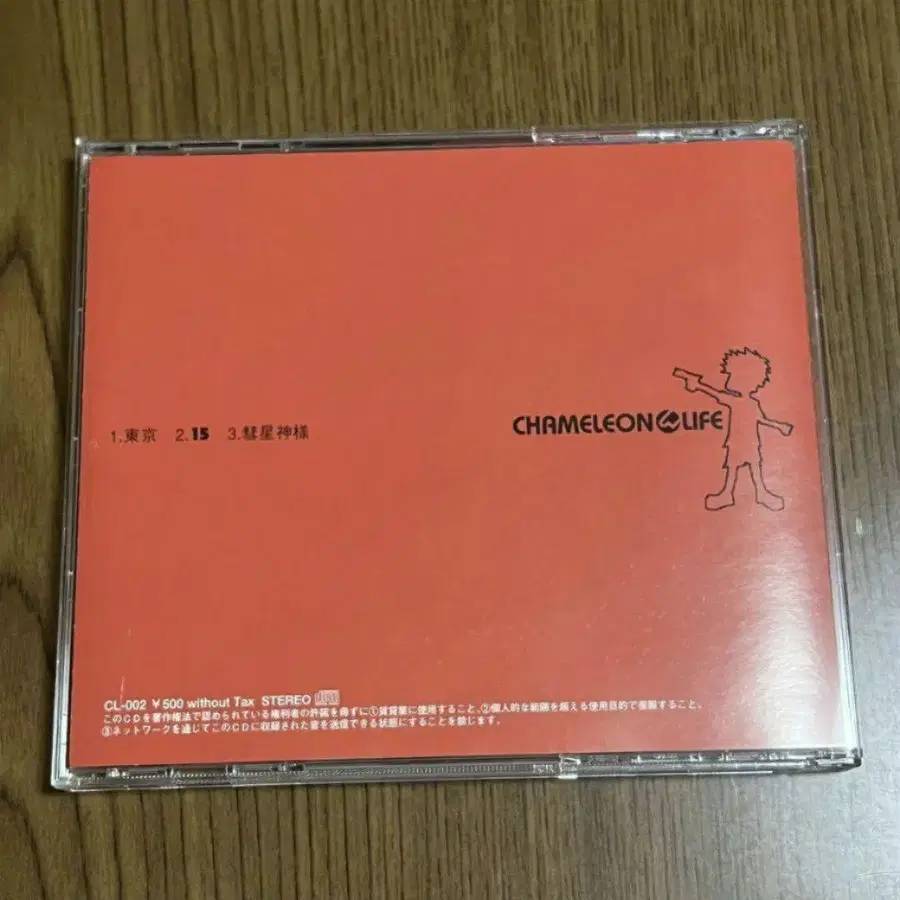 1.東京 2.15 3.彗星神様
CHAMELEON LIFE
CL-002 ¥500 without Tax STEREO
このCDを著作権法で認められている権利者の許諾を得ずに①賃貸業に使用すること、②個人的な範囲を超える使用目的で複製すること、
③ネットワークを通じてこのCDに収録された音を送信できる状態にすることを禁じます。